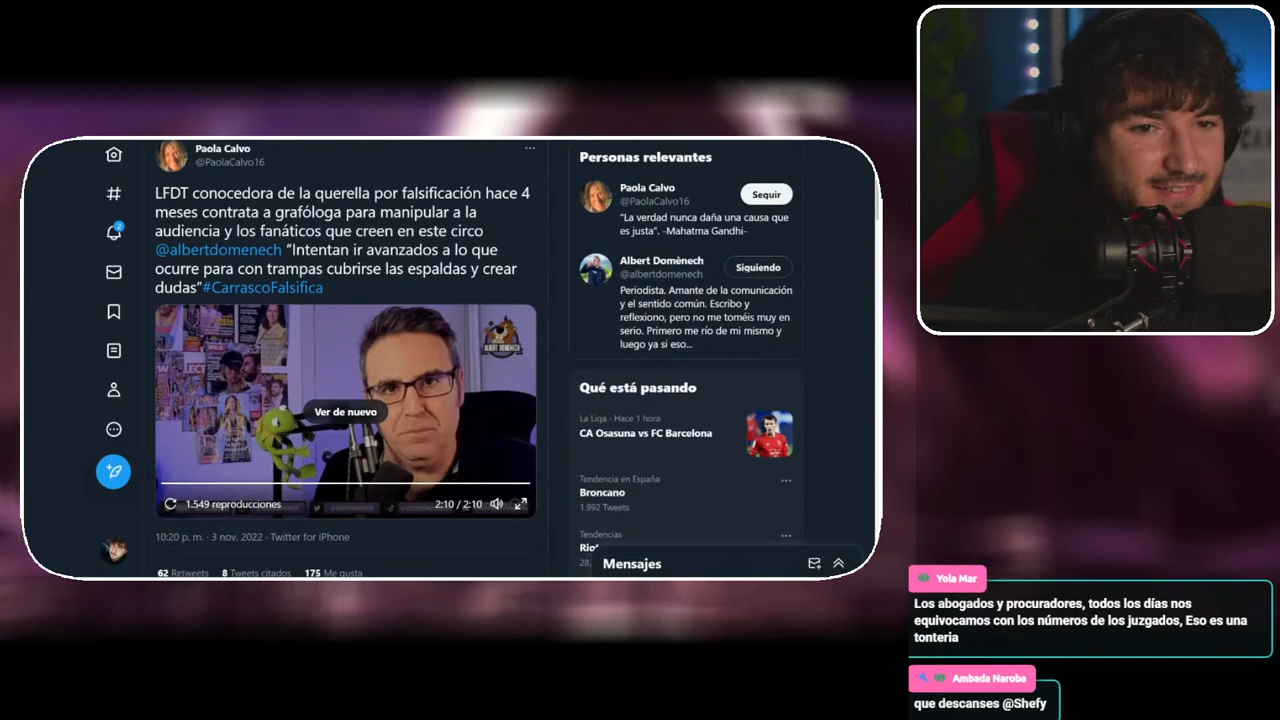 Paola Calvo
@PaolaCalvo16
LFDT conocedora de la querella por falsificación hace 4
meses contrata a grafóloga para manipular a la
audiencia y los fanáticos que creen en este circo
@albertdomenech “Intentan ir avanzados a lo que
ocurre para con trampas cubrirse las espaldas y crear
dudas”#CarrascoFalsifica
ALBERT DOMENECH
Ver de nuevo
1.549 reproducciones
2:10 / 2:10
10:20 p. m. · 3 nov. 2022 · Twitter for iPhone
62 Retweets 8 Tweets citados 175 Me gusta
Personas relevantes
Paola Calvo
@PaolaCalvo16
Seguir
“La verdad nunca daña una causa que
es justa”. -Mahatma Gandhi-
Albert Domènech
@albertdomenech
Siguiendo
Periodista. Amante de la comunicación
y el sentido común. Escribo y
reflexiono, pero no me toméis muy en
serio. Primero me río de mi mismo y
luego ya si eso...
Qué está pasando
La Liga · Hace 1 hora
CA Osasuna vs FC Barcelona
Tendencia en España
Broncano
1.992 Tweets
Tendencias
Mensajes
2
Yola Mar
Los abogados y procuradores, todos los días nos
equivocamos con los números de los juzgados, Eso es una
tonteria
Ambada Naroba
que descanses @Shefy